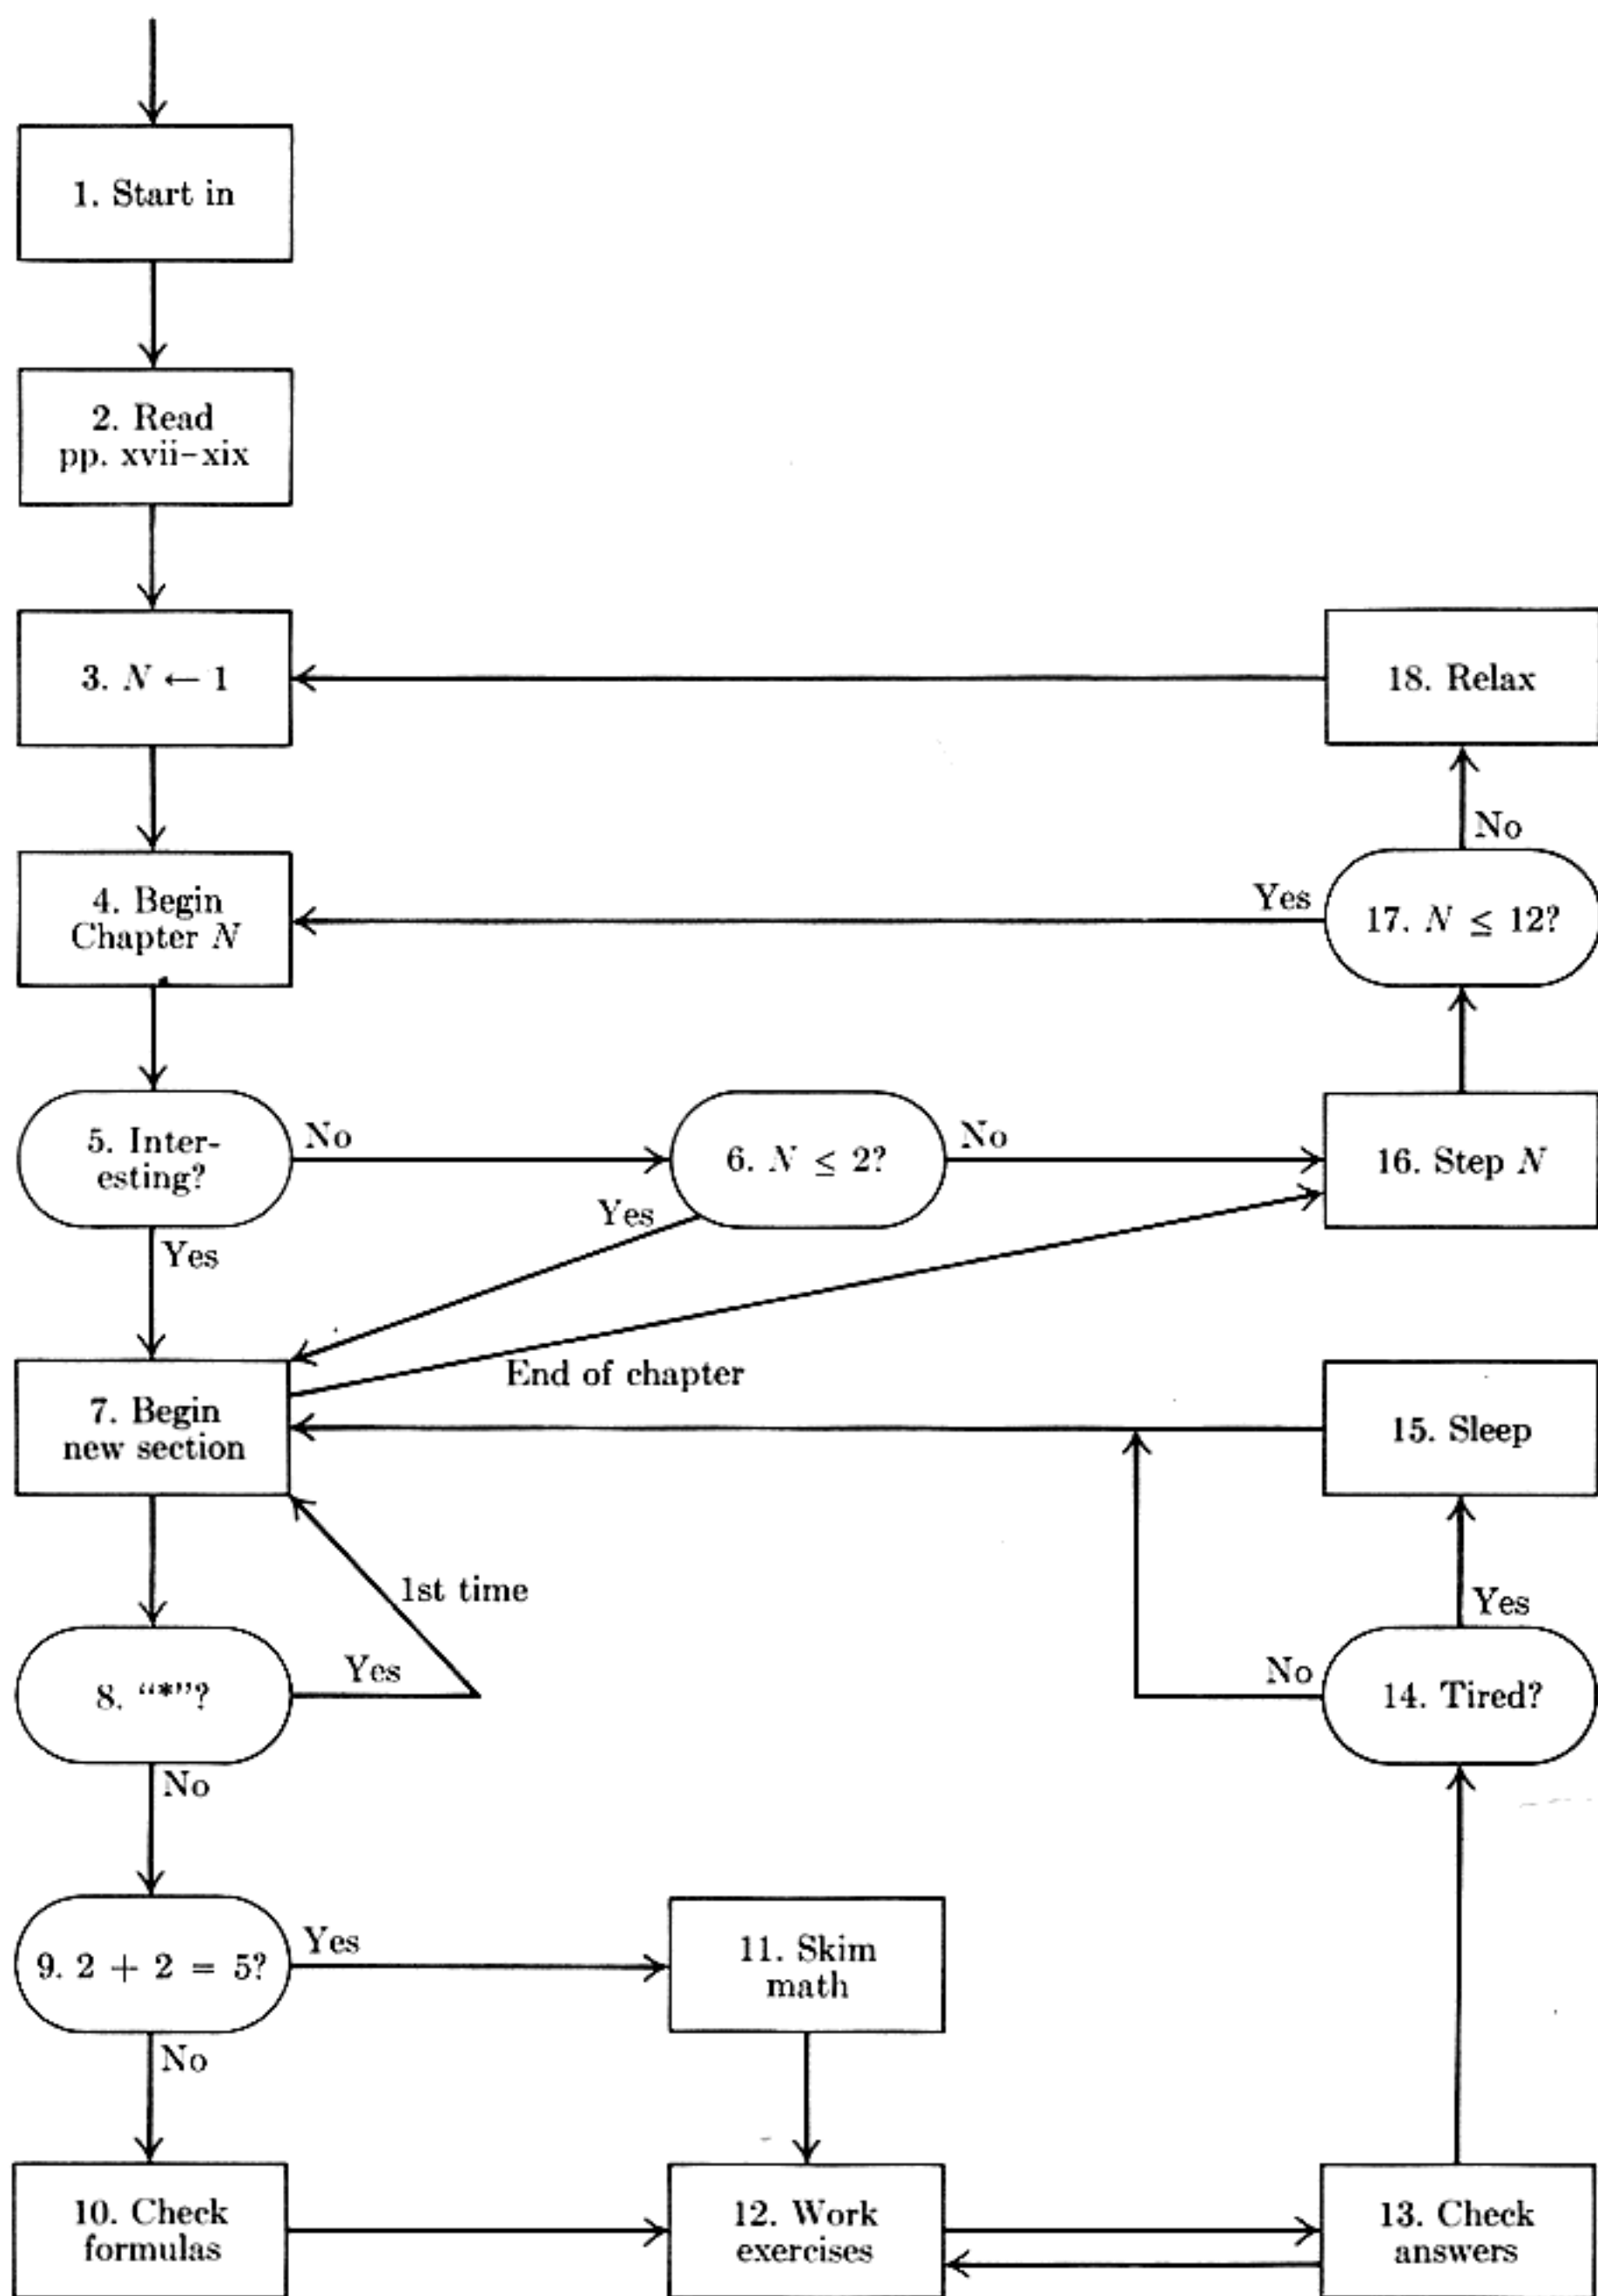 1. Start in
2. Read
pp. xvii–xix
3. N ← 1
18. Relax
No
4. Begin
Chapter N
Yes
17. N ≤ 12?
5. Inter-
esting?
No
6. N ≤ 2?
No
16. Step N
Yes
Yes
End of chapter
7. Begin
new section
15. Sleep
1st time
Yes
8. “*”?
Yes
No
14. Tired?
No
9. 2 + 2 = 5?
Yes
11. Skim
math
No
10. Check
formulas
12. Work
exercises
13. Check
answers